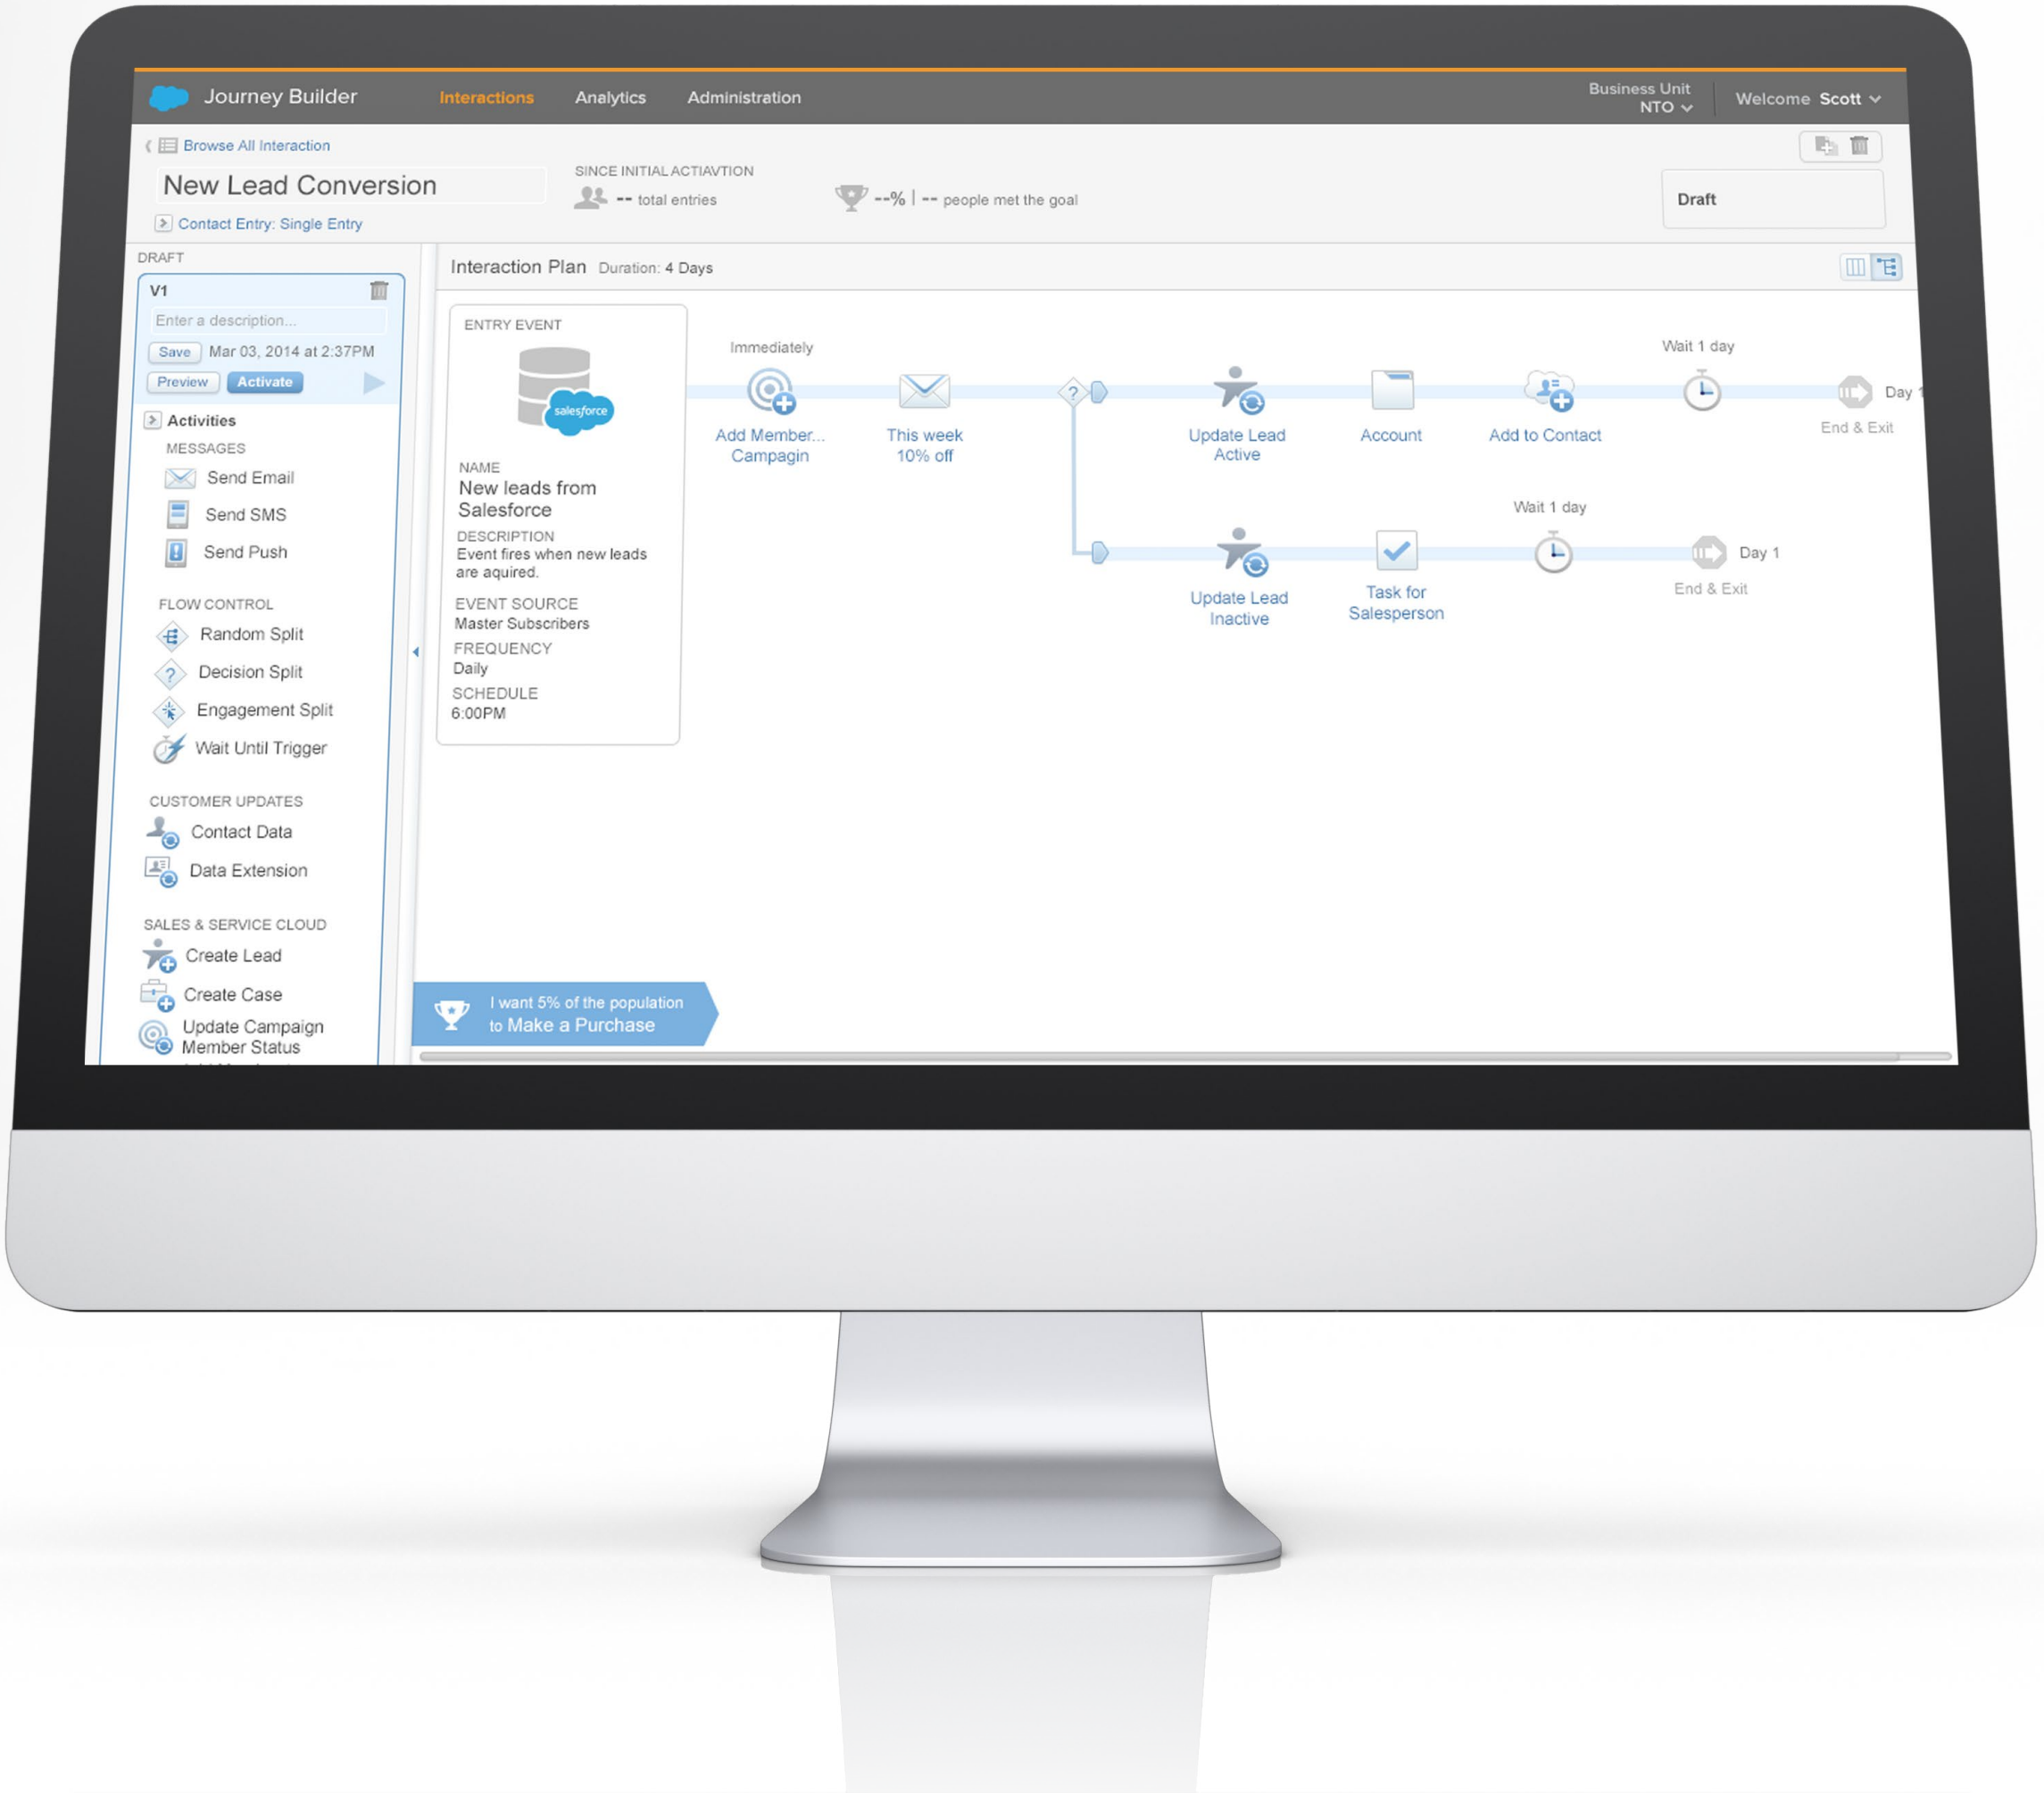 Journey Builder
Interactions
Analytics
Administration
Business Unit
NTO
Welcome Scott
Browse All Interaction
New Lead Conversion
Contact Entry: Single Entry
SINCE INITIAL ACTIAVTION
-- total entries
--% | -- people met the goal
Draft
DRAFT
V1
Enter a description...
Save Mar 03, 2014 at 2:37PM
Preview Activate
Activities
MESSAGES
Send Email
Send SMS
Send Push
FLOW CONTROL
Random Split
Decision Split
Engagement Split
Wait Until Trigger
CUSTOMER UPDATES
Contact Data
Data Extension
SALES & SERVICE CLOUD
Create Lead
Create Case
Update Campaign
Member Status
Interaction Plan Duration: 4 Days
ENTRY EVENT
salesforce
NAME
New leads from
Salesforce
DESCRIPTION
Event fires when new leads
are aquired.
EVENT SOURCE
Master Subscribers
FREQUENCY
Daily
SCHEDULE
6:00PM
Immediately
Add Member...
Campagin
This week
10% off
?
Update Lead
Active
Account
Add to Contact
Wait 1 day
Day 1
End & Exit
Update Lead
Inactive
Task for
Salesperson
Wait 1 day
Day 1
End & Exit
I want 5% of the population
to Make a Purchase